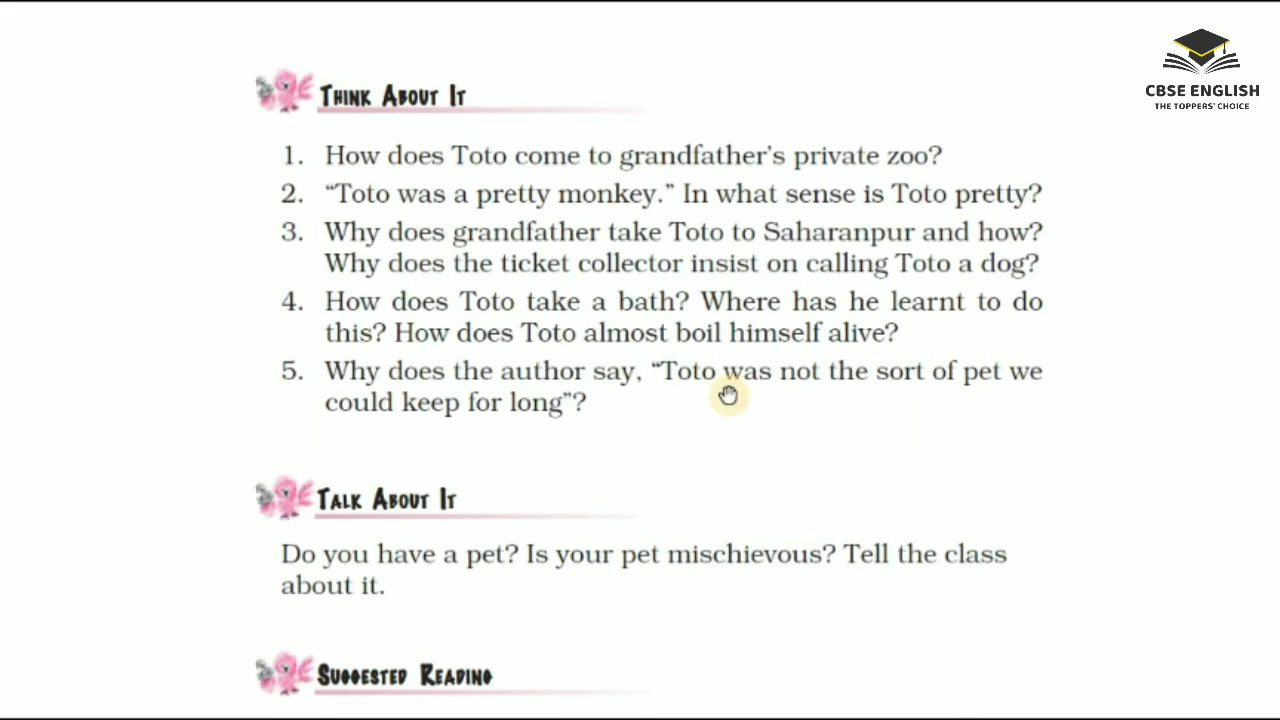 CBSE ENGLISH
THE TOPPERS' CHOICE
THINK ABOUT IT
1. How does Toto come to grandfather's private zoo?
2. “Toto was a pretty monkey.” In what sense is Toto pretty?
3. Why does grandfather take Toto to Saharanpur and how?
Why does the ticket collector insist on calling Toto a dog?
4. How does Toto take a bath? Where has he learnt to do
this? How does Toto almost boil himself alive?
5. Why does the author say, “Toto was not the sort of pet we
could keep for long”?
TALK ABOUT IT
Do you have a pet? Is your pet mischievous? Tell the class
about it.
SUGGESTED READING